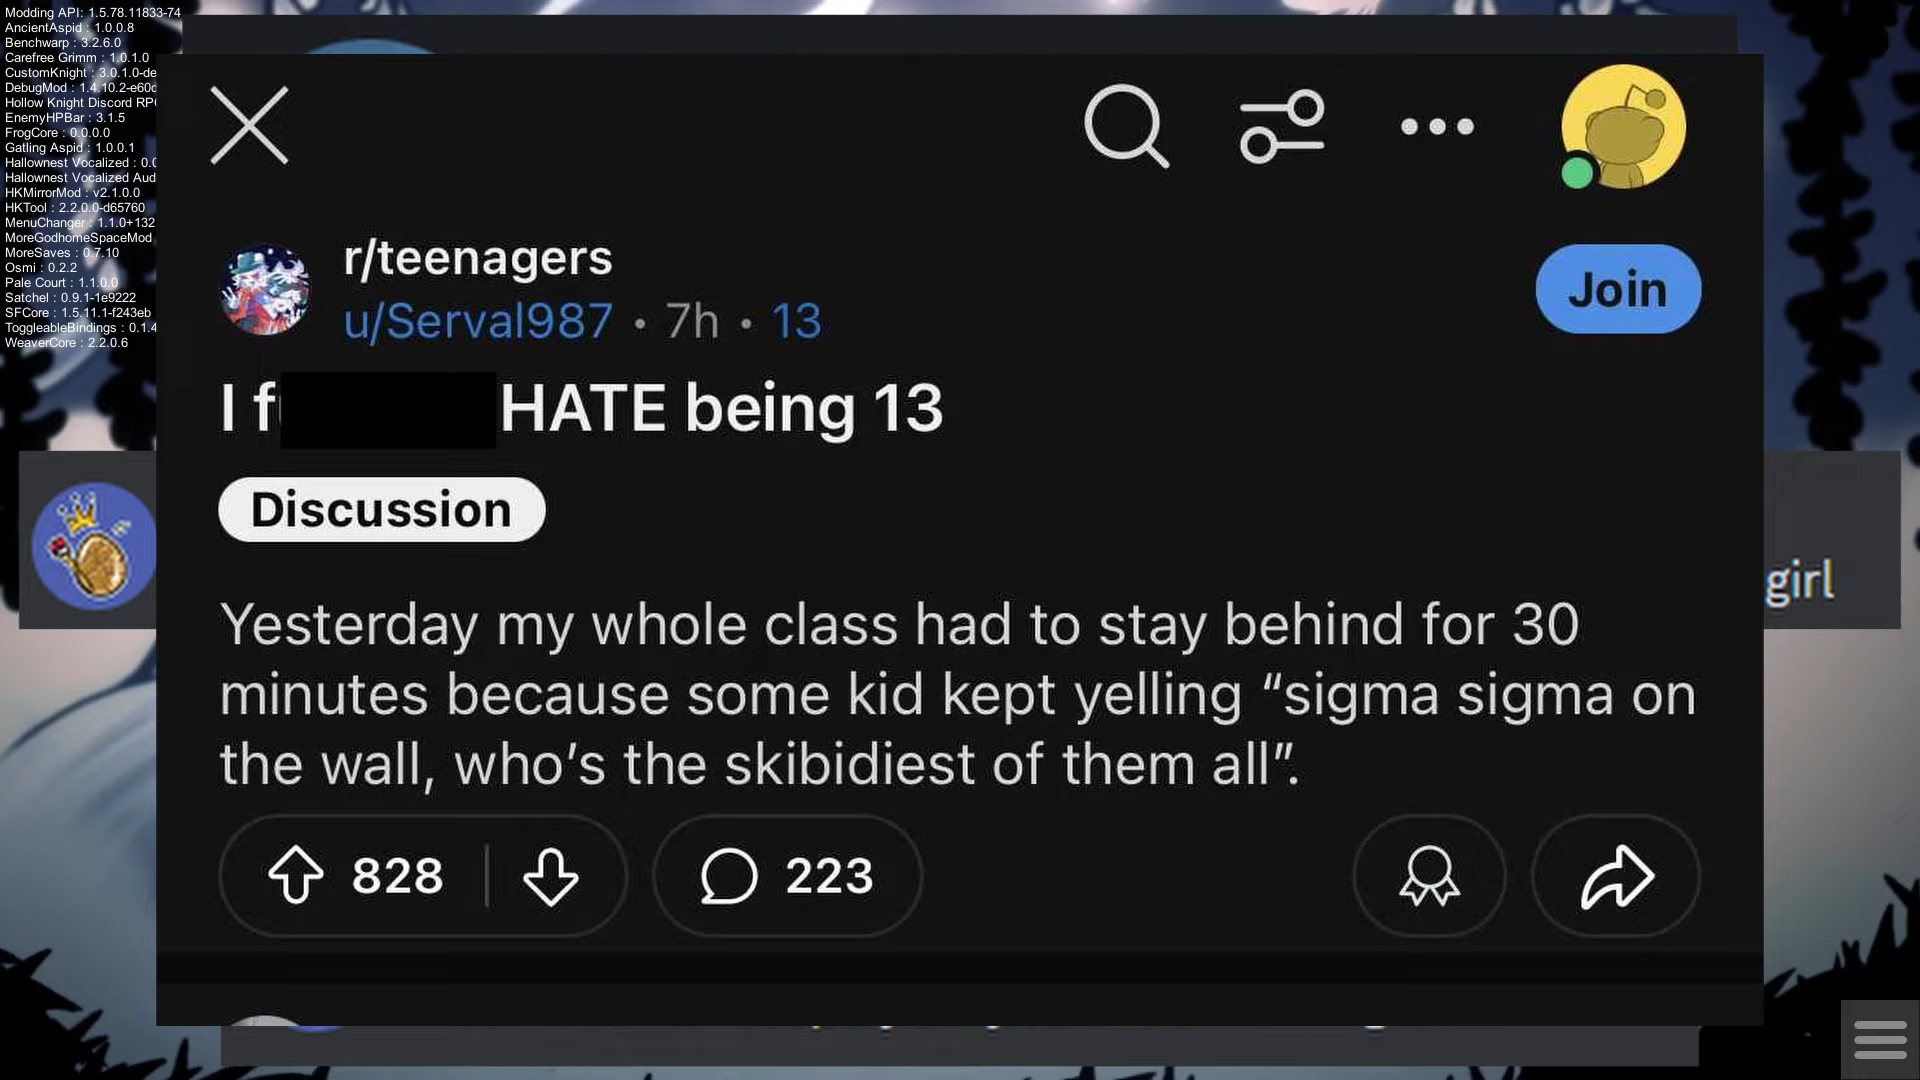 Modding API: 1.5.78.11833-74
AncientAspid : 1.0.0.8
Benchwarp : 3.2.6.0
Carefree Grimm : 1.0.1.0
CustomKnight : 3.0.1.0-de
DebugMod : 1.4.10.2-e60c
Hollow Knight Discord RP
EnemyHPBar : 3.1.5
FrogCore : 0.0.0.0
Gatling Aspid : 1.0.0.1
Hallownest Vocalized : 0.0
Hallownest Vocalized Aud
HKMirrorMod : v2.1.0.0
HKTool : 2.2.0.0-d65760
MenuChanger : 1.1.0+132
MoreGodhomeSpaceMod
MoreSaves : 0.7.10
Osmi : 0.2.2
Pale Court : 1.1.0.0
Satchel : 0.9.1-1e9222
SFCore : 1.5.11.1-f243eb
ToggleableBindings : 0.1.4
WeaverCore : 2.2.0.6
r/teenagers
u/Serval987 • 7h • 13
Join
I f HATE being 13
Discussion
girl
Yesterday my whole class had to stay behind for 30
minutes because some kid kept yelling “sigma sigma on
the wall, who’s the skibidiest of them all”.
828
223